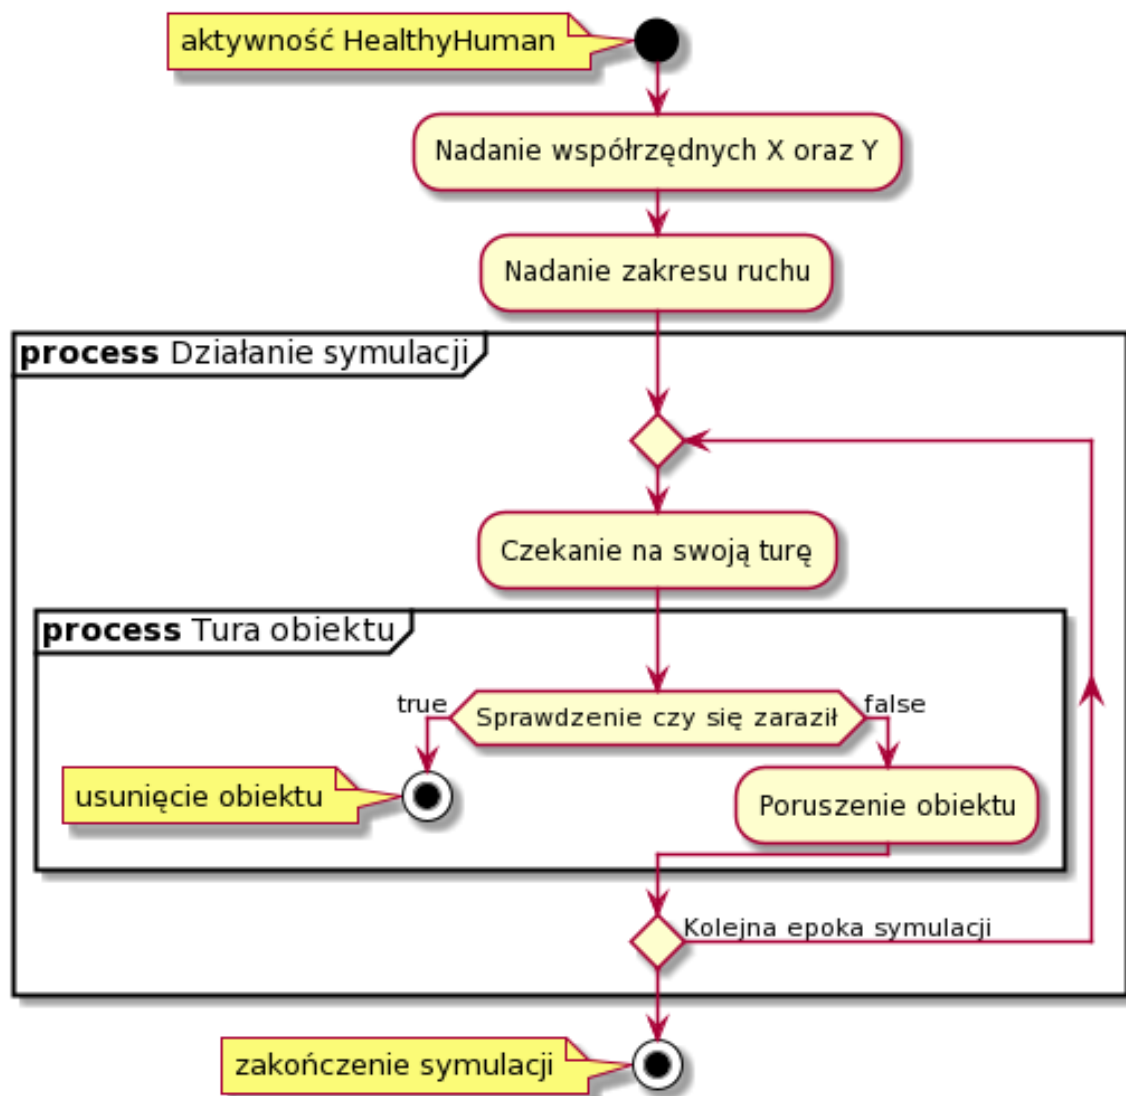 aktywność HealthyHuman
Nadanie współrzędnych X oraz Y
Nadanie zakresu ruchu
process Działanie symulacji
Czekanie na swoją turę
process Tura obiektu
true
Sprawdzenie czy się zaraził
false
usunięcie obiektu
Poruszenie obiektu
Kolejna epoka symulacji
zakończenie symulacji